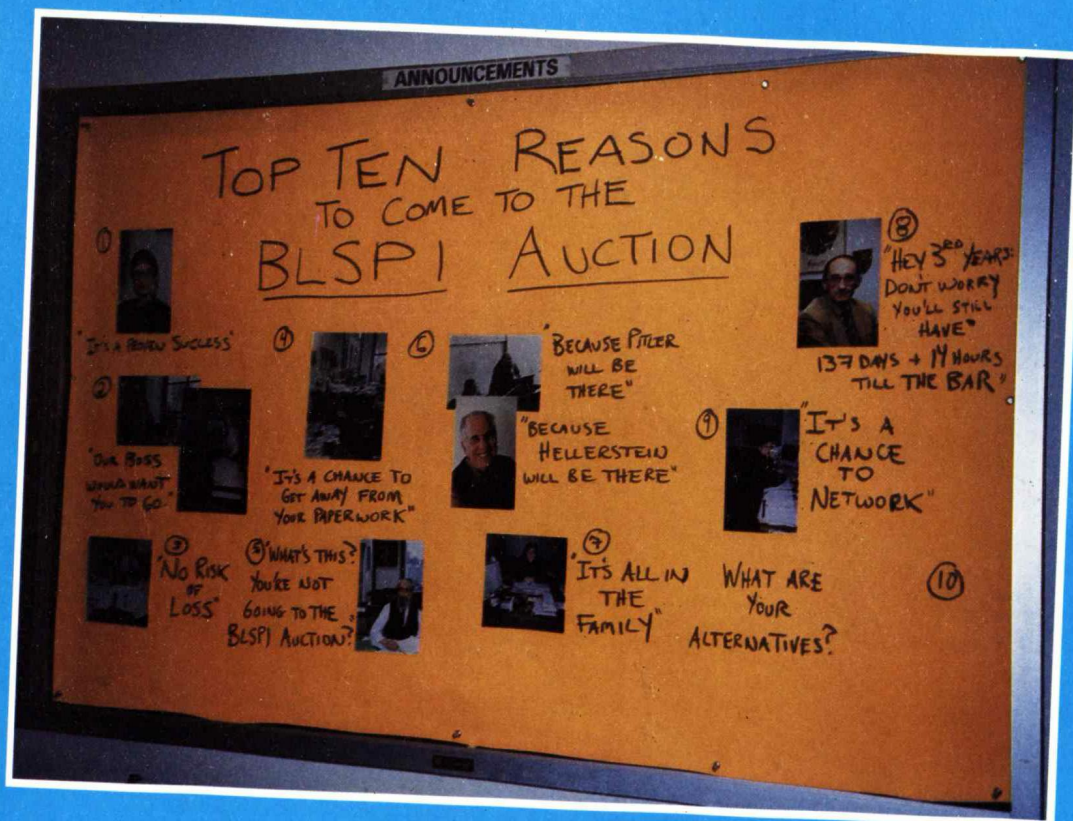 ANNOUNCEMENTS
TOP TEN REASONS
TO COME TO THE
BLSPI AUCTION
①
"IT'S A PROVEN SUCCESS"
②
"OUR BOSS
WOULD WANT
YOU TO GO."
③
"NO RISK
OF
LOSS"
④
"IT'S A CHANCE TO
GET AWAY FROM
YOUR PAPERWORK"
⑤ "WHAT'S THIS?
YOU'RE NOT
GOING TO THE
BLSPI AUCTION?"
⑥
"BECAUSE PITLER
WILL BE
THERE"
"BECAUSE
HELLERSTEIN
WILL BE THERE"
⑦
"IT'S ALL IN
THE
FAMILY"
⑧
"HEY 3RD YEARS:
DON'T WORRY
YOU'LL STILL
HAVE"
137 DAYS + 14 HOURS
TILL THE BAR"
⑨
"IT'S A
CHANCE
TO
NETWORK"
⑩
WHAT ARE
YOUR
ALTERNATIVES?